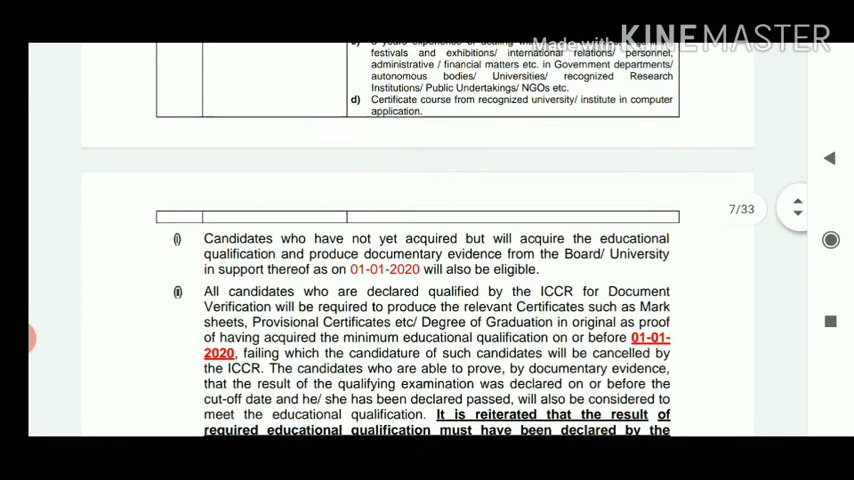 Made with KINEMASTER
festivals and exhibitions/ international relations/ personnel,
administrative / financial matters etc. in Government departments/
autonomous bodies/ Universities/ recognized Research
Institutions/ Public Undertakings/ NGOs etc.
d) Certificate course from recognized university/ institute in computer
application.
7/33
(i) Candidates who have not yet acquired but will acquire the educational
qualification and produce documentary evidence from the Board/ University
in support thereof as on 01-01-2020 will also be eligible.
(ii) All candidates who are declared qualified by the ICCR for Document
Verification will be required to produce the relevant Certificates such as Mark
sheets, Provisional Certificates etc/ Degree of Graduation in original as proof
of having acquired the minimum educational qualification on or before 01-01-
2020, failing which the candidature of such candidates will be cancelled by
the ICCR. The candidates who are able to prove, by documentary evidence,
that the result of the qualifying examination was declared on or before the
cut-off date and he/ she has been declared passed, will also be considered to
meet the educational qualification. It is reiterated that the result of
required educational qualification must have been declared by the